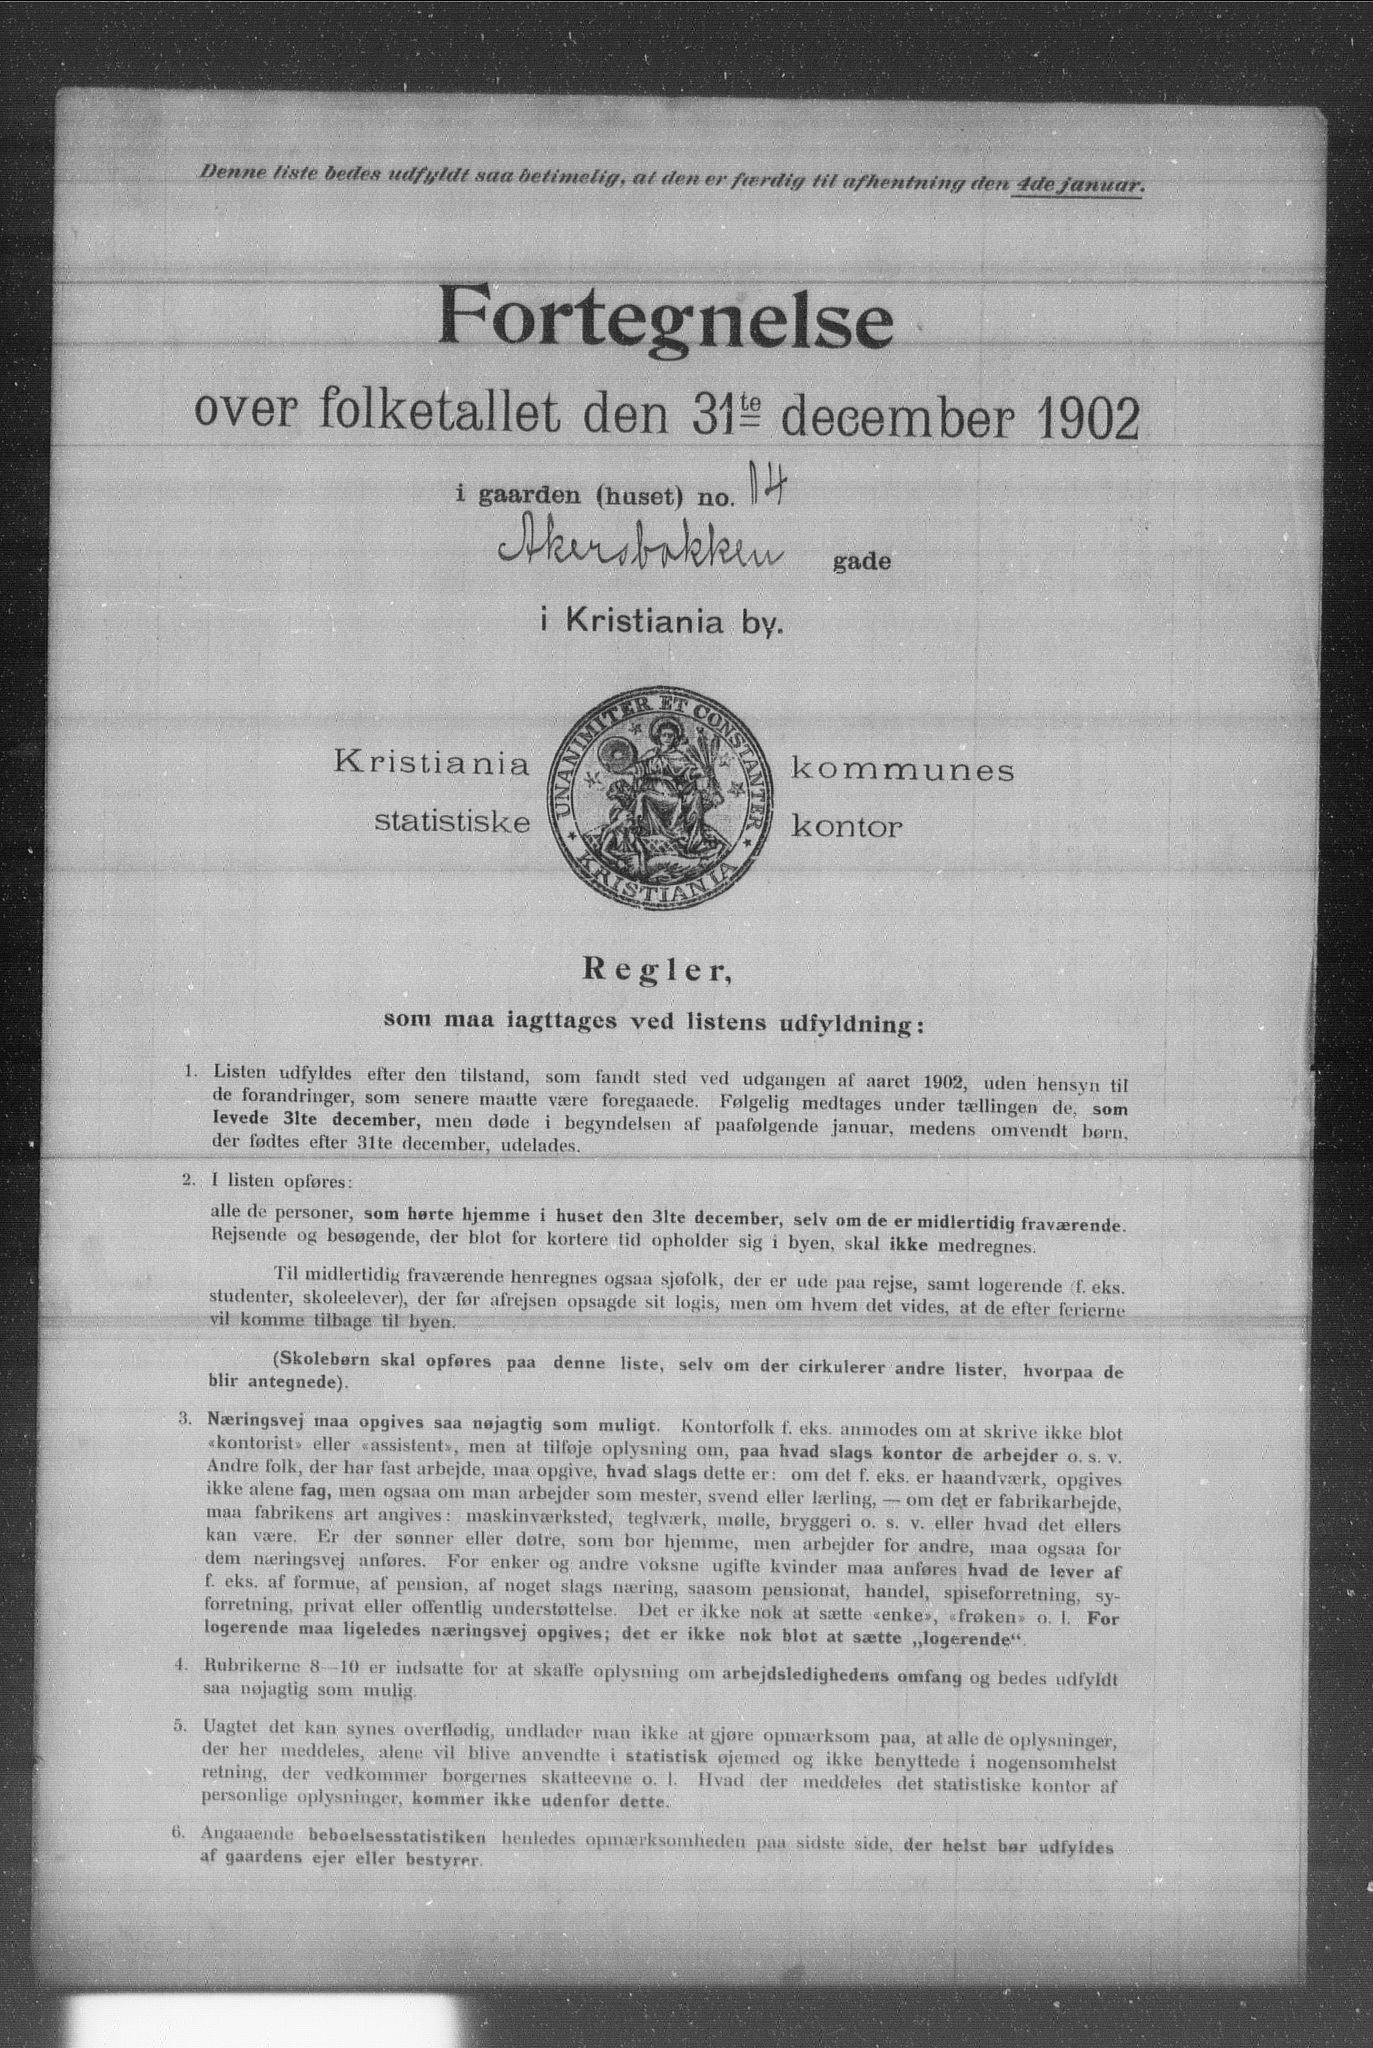 Denne liste bedes udfyldt saa betimelig, at den er færdig til afhentning den 4de januar.
Fortegnelse
over folketallet den 31te december 1902
i gaarden (huset) no. 14
Akersbakken gade
i Kristiania by.
UNANIMITER ET CONSTANTER
KRISTIANIA
Kristiania kommunes
statistiske kontor
Regler,
som maa iagttages ved listens udfyldning:
1. Listen udfyldes efter den tilstand, som fandt sted ved udgangen af aaret 1902, uden hensyn til
de forandringer, som senere maatte være foregaaede. Følgelig medtages under tællingen de, som
levede 31te december, men døde i begyndelsen af paafølgende januar, medens omvendt børn,
der fødtes efter 31te december, udelades.
2. I listen opføres:
alle de personer, som hørte hjemme i huset den 31te december, selv om de er midlertidig fraværende.
Rejsende og besøgende, der blot for kortere tid opholder sig i byen, skal ikke medregnes.
Til midlertidig fraværende henregnes ogsaa sjøfolk, der er ude paa rejse, samt logerende (f. eks.
studenter, skoleelever), der før afrejsen opsagde sit logis, men om hvem det vides, at de efter ferierne
vil komme tilbage til byen.
(Skolebørn skal opføres paa denne liste, selv om der cirkulerer andre lister, hvorpaa de
blir antegnede).
3. Næringsvej maa opgives saa nøjagtig som muligt. Kontorfolk f. eks. anmodes om at skrive ikke blot
«kontorist» eller «assistent», men at tilføje oplysning om, paa hvad slags kontor de arbejder o. s. v.
Andre folk, der har fast arbejde, maa opgive, hvad slags dette er: om det f. eks. er haandværk, opgives
ikke alene fag, men ogsaa om man arbejder som mester, svend eller lærling, — om det er fabrikarbejde,
maa fabrikens art angives: maskinværksted, teglværk, mølle, bryggeri o. s. v. eller hvad det ellers
kan være. Er der sønner eller døtre, som bor hjemme, men arbejder for andre, maa ogsaa for
dem næringsvej anføres. For enker og andre voksne ugifte kvinder maa anføres hvad de lever af
f. eks. af formue, af pension, af noget slags næring, saasom pensionat, handel, spiseforretning, sy-
forretning, privat eller offentlig understøttelse. Det er ikke nok at sætte «enke», «frøken» o. l. For
logerende maa ligeledes næringsvej opgives; det er ikke nok blot at sætte „logerende“.
4. Rubrikerne 8—10 er indsatte for at skaffe oplysning om arbejdsledighedens omfang og bedes udfyldt
saa nøjagtig som mulig.
5. Uagtet det kan synes overflødig, undlader man ikke at gjøre opmærksom paa, at alle de oplysninger,
der her meddeles, alene vil blive anvendte i statistisk øjemed og ikke benyttede i nogensomhelst
retning, der vedkommer borgernes skatteevne o. l. Hvad der meddeles det statistiske kontor af
personlige oplysninger, kommer ikke udenfor dette.
6. Angaaende beboelsesstatistiken henledes opmærksomheden paa sidste side, der helst bør udfyldes
af gaardens ejer eller bestyrer.